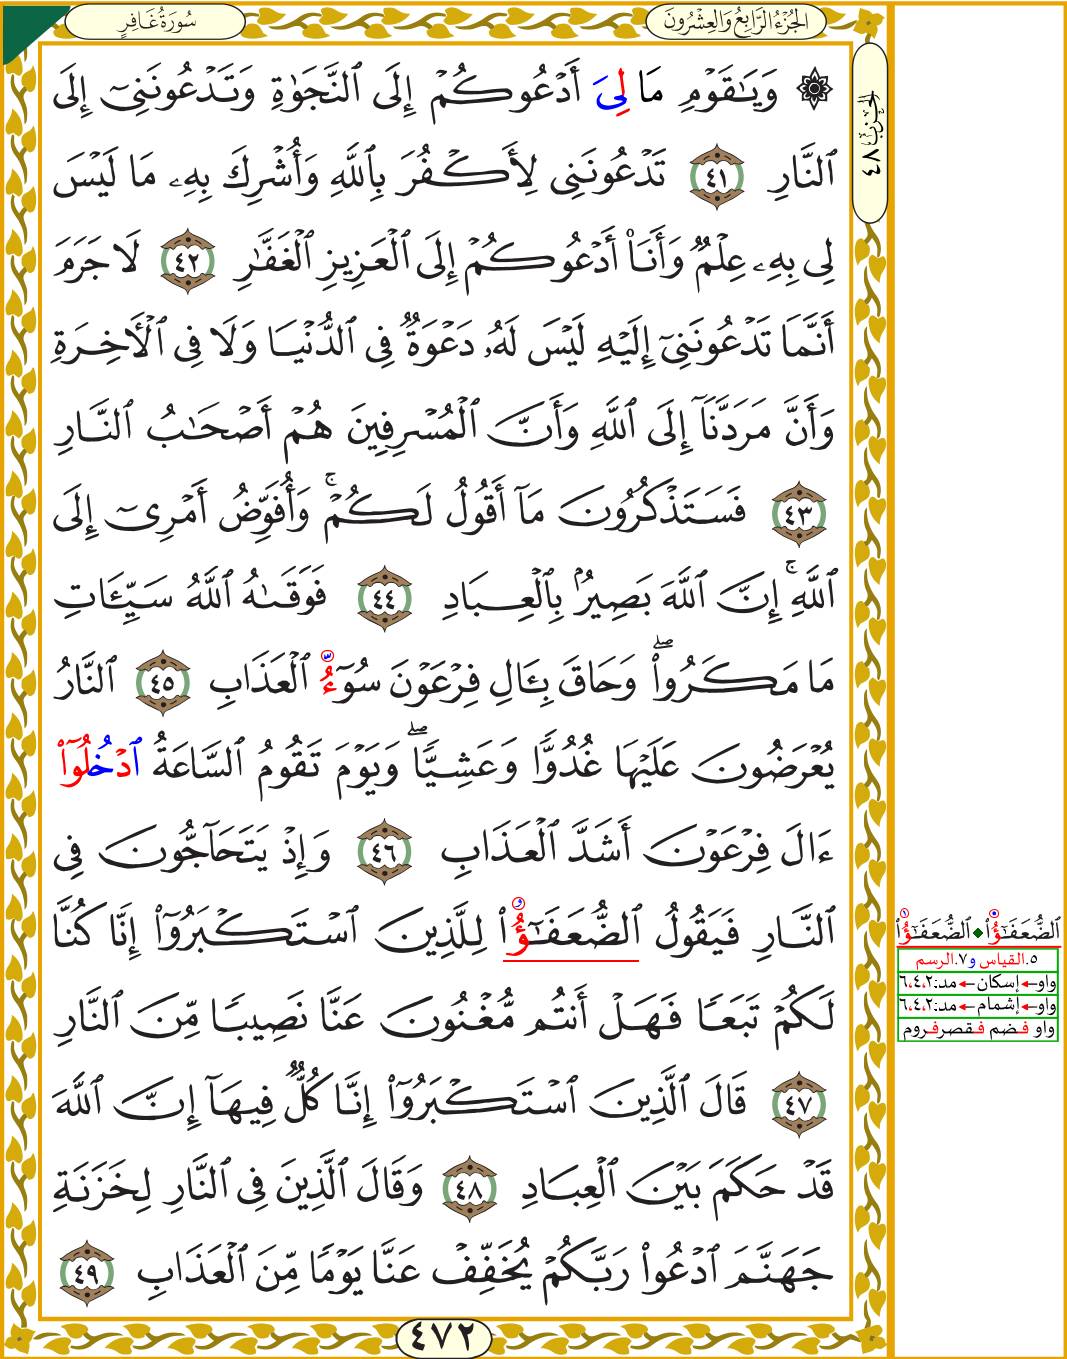 سُورَةُ غَافِرٍ
الجُزْءُ الرَّابِعُ وَالعِشْرُونَ
الحِزْبُ ٤٨
۞ وَيَٰقَوْمِ مَا لِىَ أَدْعُوكُمْ إِلَى ٱلنَّجَوٰةِ وَتَدْعُونَنِىٓ إِلَى
ٱلنَّارِ ٤١ تَدْعُونَنِى لِأَكْفُرَ بِٱللَّهِ وَأُشْرِكَ بِهِۦ مَا لَيْسَ
لِى بِهِۦ عِلْمٌ وَأَنَا۠ أَدْعُوكُمْ إِلَى ٱلْعَزِيزِ ٱلْغَفَّٰرِ ٤٢ لَا جَرَمَ
أَنَّمَا تَدْعُونَنِىٓ إِلَيْهِ لَيْسَ لَهُۥ دَعْوَةٌ فِى ٱلدُّنْيَا وَلَا فِى ٱلْأَخِرَةِ
وَأَنَّ مَرَدَّنَآ إِلَى ٱللَّهِ وَأَنَّ ٱلْمُسْرِفِينَ هُمْ أَصْحَٰبُ ٱلنَّارِ
٤٣ فَسَتَذْكُرُونَ مَآ أَقُولُ لَكُمْ ۚ وَأُفَوِّضُ أَمْرِىٓ إِلَى
ٱللَّهِ ۚ إِنَّ ٱللَّهَ بَصِيرٌۢ بِٱلْعِبَادِ ٤٤ فَوَقَىٰهُ ٱللَّهُ سَيِّـَٔاتِ
مَا مَكَرُوا۟ ۖ وَحَاقَ بِـَٔالِ فِرْعَوْنَ سُوٓءُ ٱلْعَذَابِ ٤٥ ٱلنَّارُ
يُعْرَضُونَ عَلَيْهَا غُدُوًّا وَعَشِيًّا ۖ وَيَوْمَ تَقُومُ ٱلسَّاعَةُ ٱدْخُلُوٓا۟
ءَالَ فِرْعَوْنَ أَشَدَّ ٱلْعَذَابِ ٤٦ وَإِذْ يَتَحَآجُّونَ فِى
ٱلنَّارِ فَيَقُولُ ٱلضُّعَفَٰٓؤُا۟ لِلَّذِينَ ٱسْتَكْبَرُوٓا۟ إِنَّا كُنَّا
لَكُمْ تَبَعًا فَهَلْ أَنتُم مُّغْنُونَ عَنَّا نَصِيبًا مِّنَ ٱلنَّارِ
٤٧ قَالَ ٱلَّذِينَ ٱسْتَكْبَرُوٓا۟ إِنَّا كُلٌّ فِيهَآ إِنَّ ٱللَّهَ
قَدْ حَكَمَ بَيْنَ ٱلْعِبَادِ ٤٨ وَقَالَ ٱلَّذِينَ فِى ٱلنَّارِ لِخَزَنَةِ
جَهَنَّمَ ٱدْعُوا۟ رَبَّكُمْ يُخَفِّفْ عَنَّا يَوْمًا مِّنَ ٱلْعَذَابِ ٤٩
٤٧٢
ٱلضُّعَفَٰٓؤُا۟ ◆ ٱلضُّعَفَٰٓؤُا۟
٥.القياس و٧.الرسم
واو←إسكان←مد:٦،٤،٢
واو←إشمام←مد:٦،٤،٢
واو فضم فقصرفروم